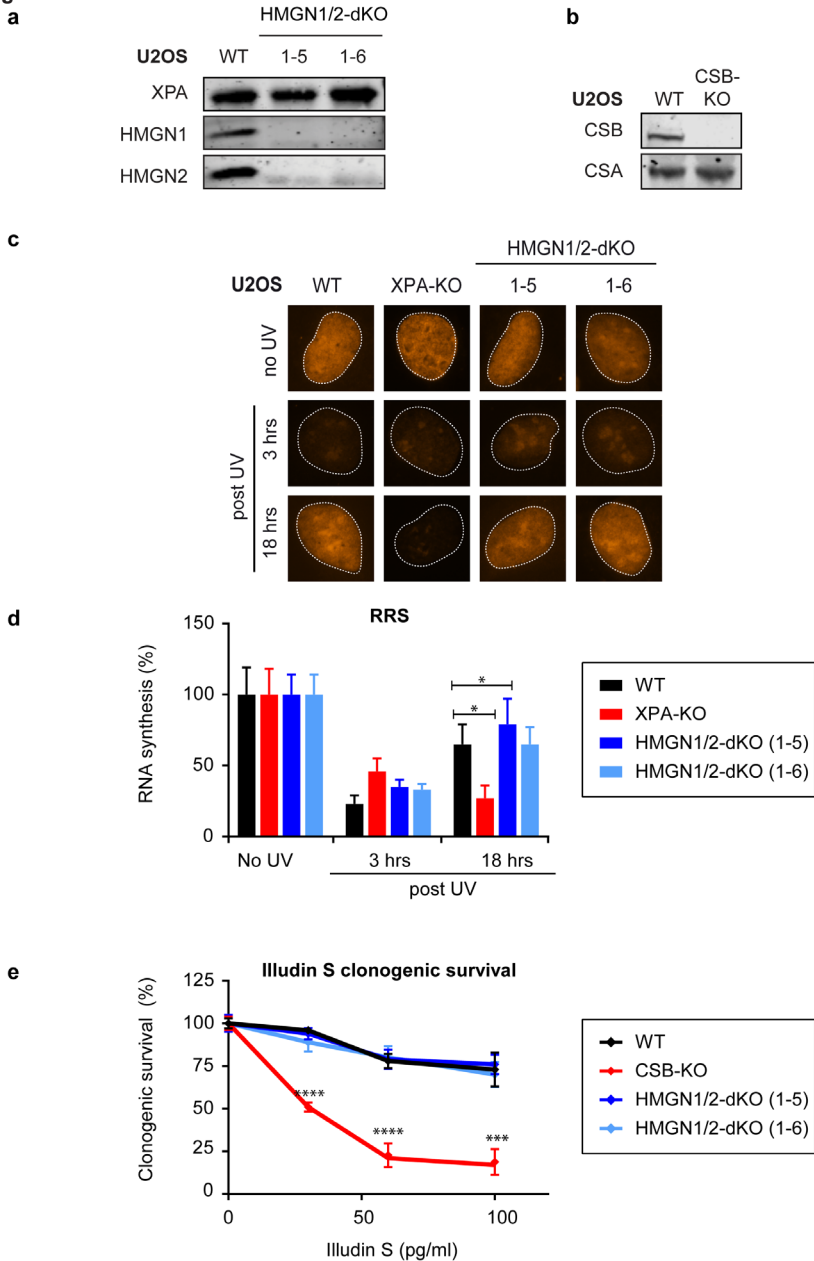 a
HMGN1/2-dKO
U2OS WT 1-5 1-6
XPA
HMGN1
HMGN2
b
CSB-
U2OS WT KO
CSB
CSA
c
HMGN1/2-dKO
U2OS WT XPA-KO 1-5 1-6
no UV
post UV
3 hrs
18 hrs
d
RRS
RNA synthesis (%)
150
100
50
0
* 
*
No UV 3 hrs 18 hrs
post UV
WT
XPA-KO
HMGN1/2-dKO (1-5)
HMGN1/2-dKO (1-6)
e
Illudin S clonogenic survival
Clonogenic survival (%)
125
100
75
50
25
0
****
****
***
0 50 100
Illudin S (pg/ml)
WT
CSB-KO
HMGN1/2-dKO (1-5)
HMGN1/2-dKO (1-6)